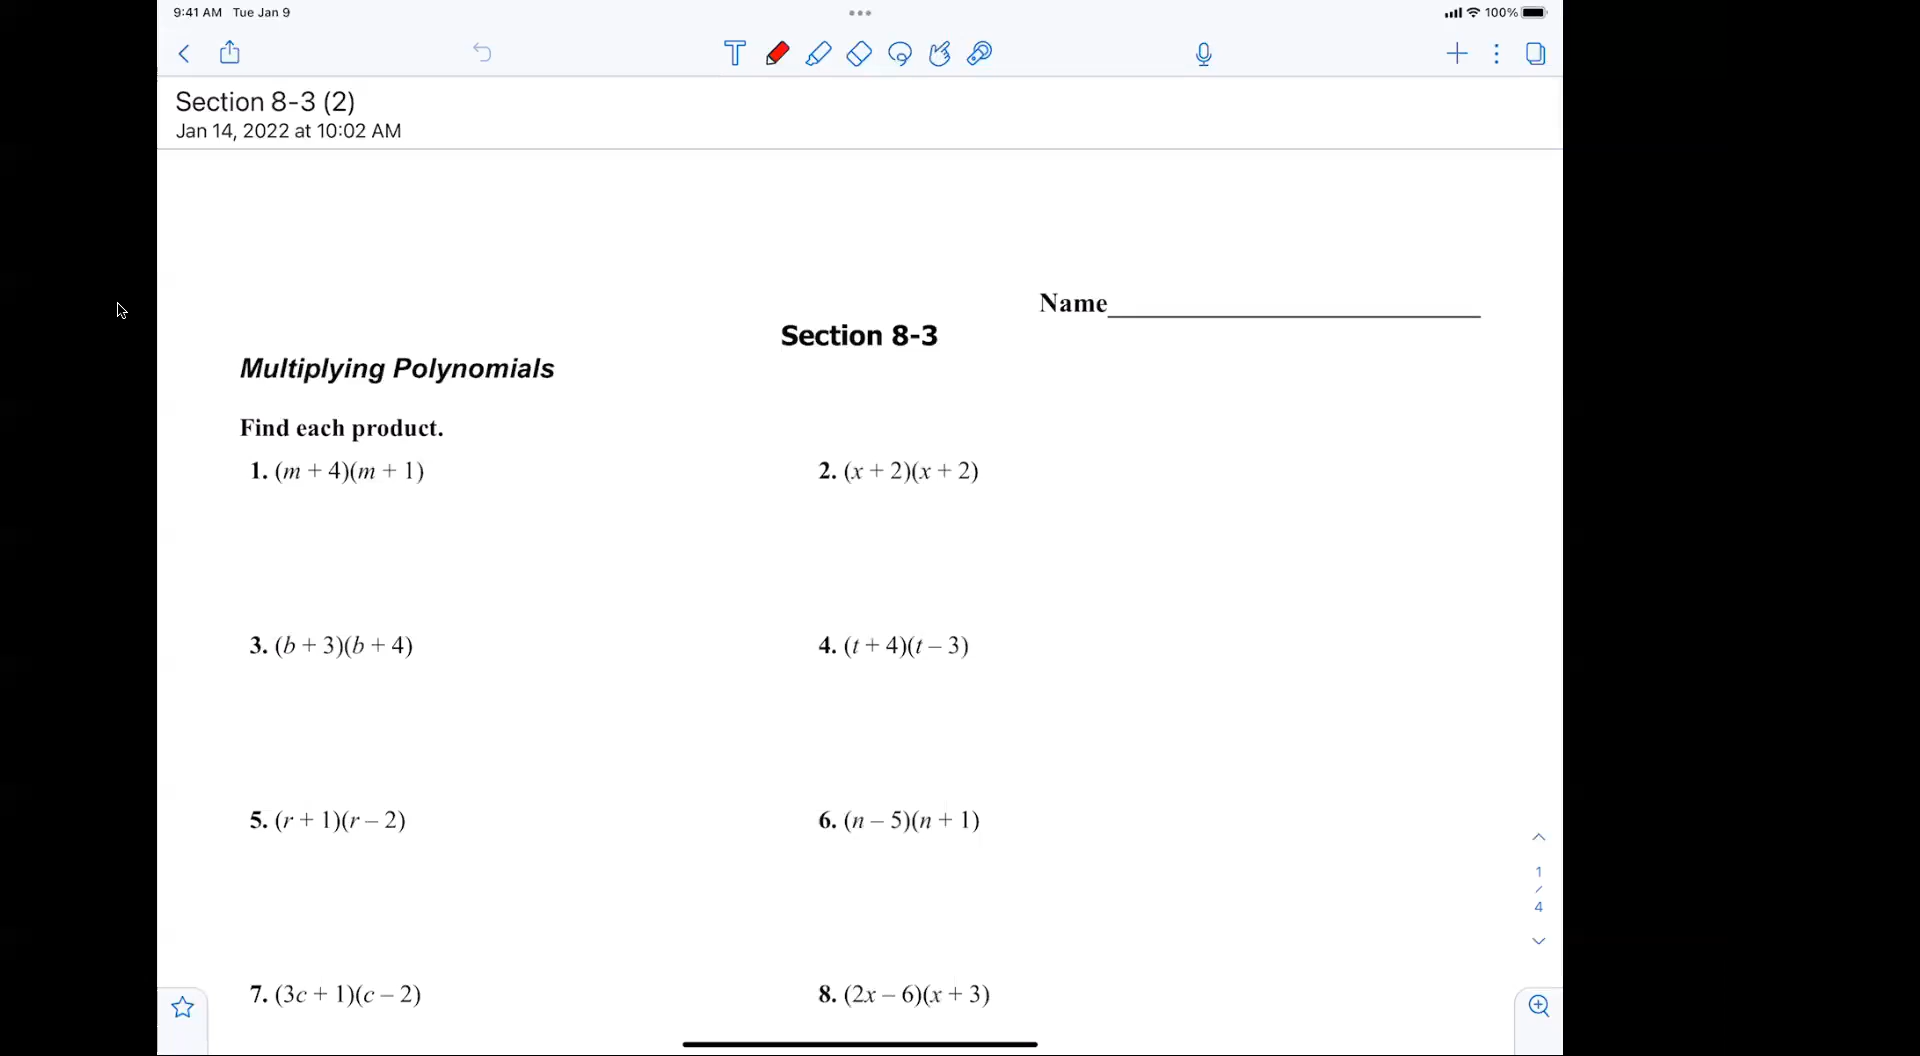 9:41 AM Tue Jan 9
100%
Section 8-3 (2)
Jan 14, 2022 at 10:02 AM
Name
Section 8-3
Multiplying Polynomials
Find each product.
1. (m + 4)(m + 1)
2. (x + 2)(x + 2)
3. (b + 3)(b + 4)
4. (t + 4)(t – 3)
5. (r + 1)(r – 2)
6. (n – 5)(n + 1)
1
/
4
7. (3c + 1)(c – 2)
8. (2x – 6)(x + 3)